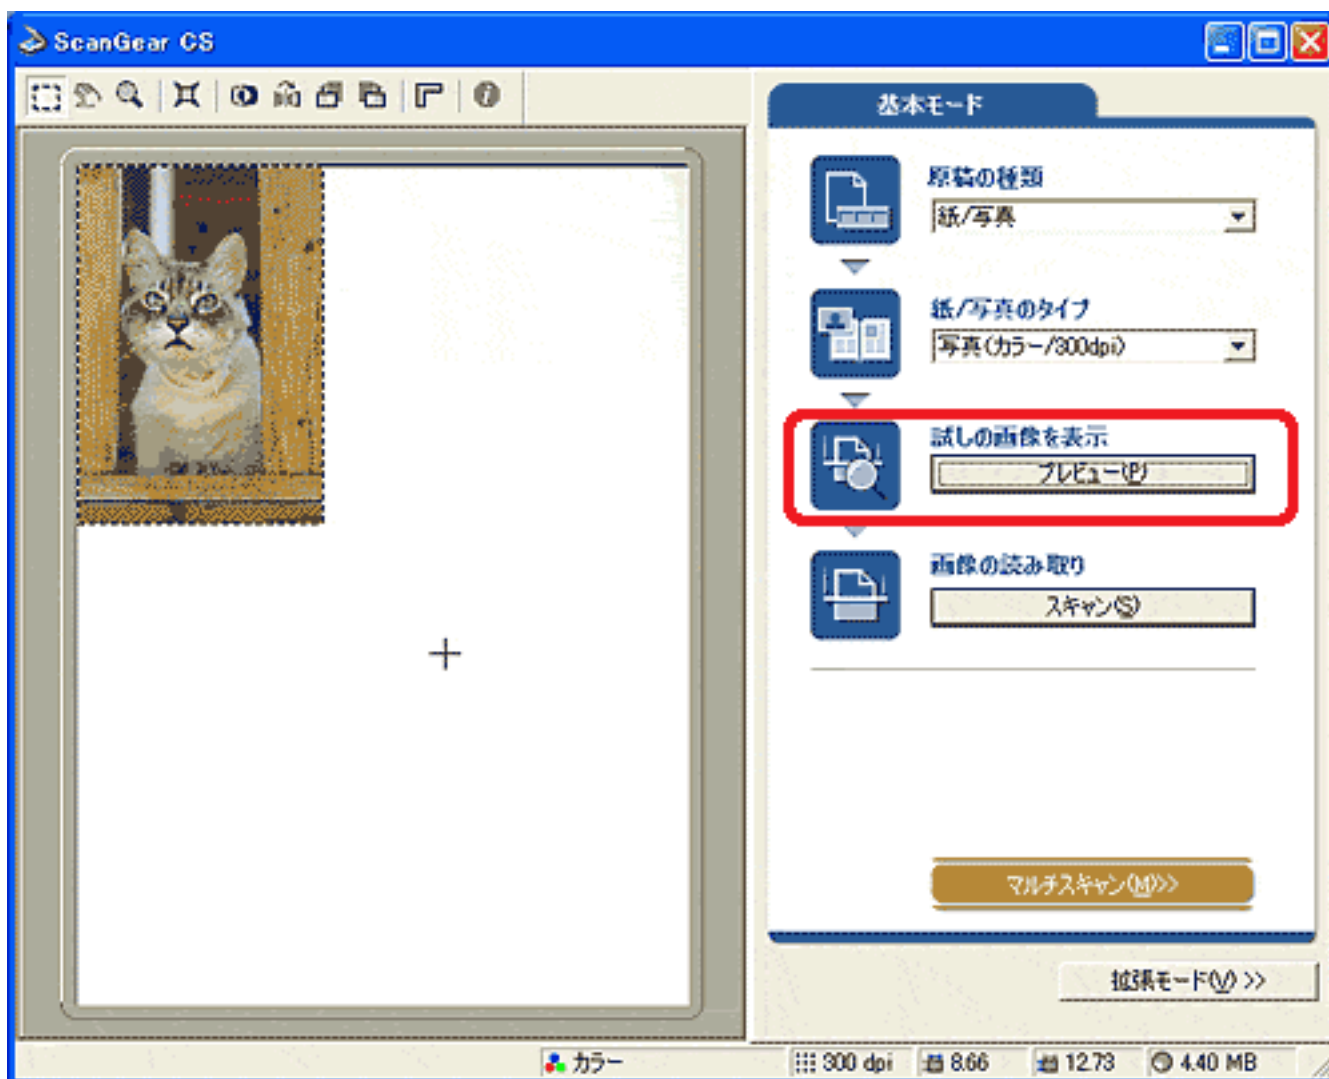 ScanGear CS
基本モード
原稿の種類
紙/写真
紙/写真のタイプ
写真(カラー/300dpi)
試しの画像を表示
プレビュー(P)
画像の読み取り
スキャン(S)
マルチスキャン(M)>>
拡張モード(V) >>
カラー
300 dpi
8.66
12.73
4.40 MB